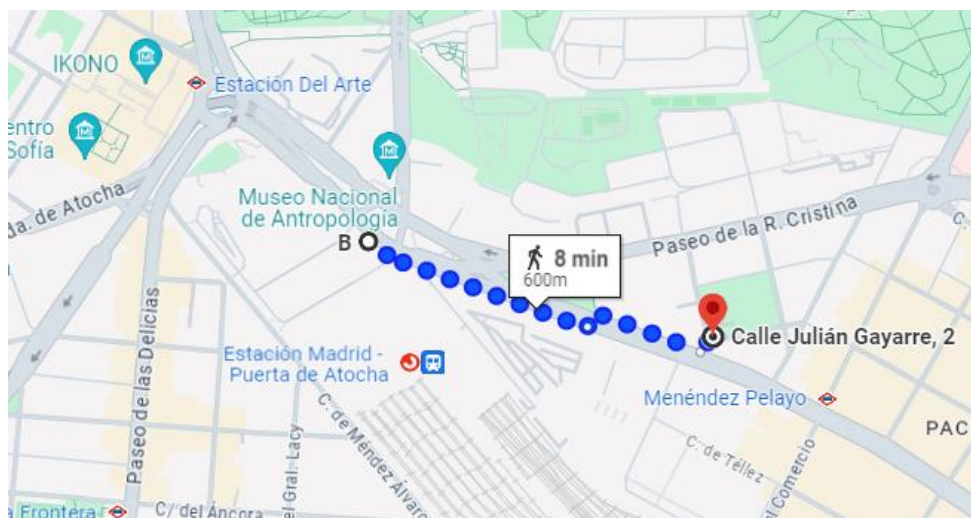 IKONO
Estación Del Arte
entro
Sofía
da. de Atocha
Museo Nacional
de Antropología
B
8 min
600m
Paseo de la R. Cristina
Calle Julián Gayarre, 2
Paseo de las Delicias
Estación Madrid -
Puerta de Atocha
Menéndez Pelayo
PAC
C. de Méndez Álvaro
el Gral. Lacy
C. de Téllez
el Comercio
a Frontera
C/ del Áncora